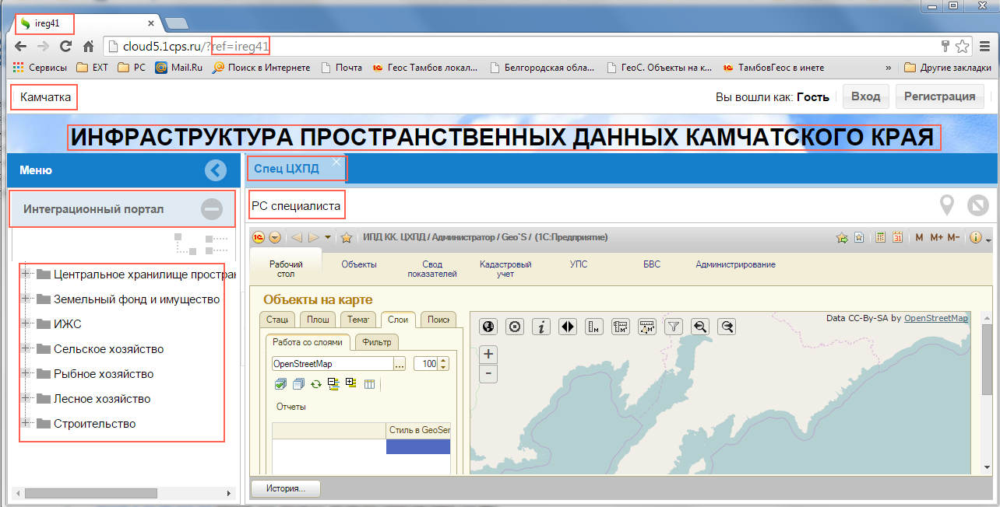 ireg41
cloud5.1cps.ru/?ref=ireg41
Сервисы EXT PC Mail.Ru Поиск в Интернете Почта Геос Тамбов локал... Белгородская обла... ГеоС. Объекты на к... ТамбовГеос в инете » Другие закладки
Камчатка Вы вошли как: Гость Вход Регистрация
ИНФРАСТРУКТУРА ПРОСТРАНСТВЕННЫХ ДАННЫХ КАМЧАТСКОГО КРАЯ
Меню Спец ЦХПД
Интеграционный портал
РС специалиста
ИПД КК. ЦХПД / Администратор / Geo`S / (1С:Предприятие) 31 M M+ M-
Рабочий стол Объекты Свод показателей Кадастровый учет УПС БВС Администрирование
Центральное хранилище простран
Земельный фонд и имущество
ИЖС
Сельское хозяйство
Рыбное хозяйство
Лесное хозяйство
Строительство
Объекты на карте
Стаци Площ Темат Слои Поиск
Data CC-By-SA by OpenStreetMap
Работа со слоями Фильтр
OpenStreetMap ... 100
+
-
Отчеты
Стиль в GeoSer
История...